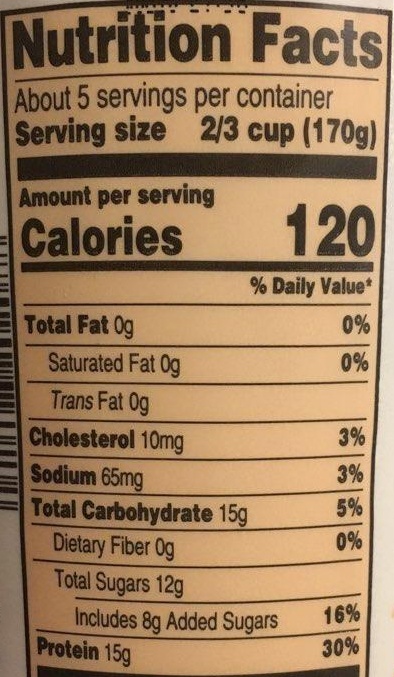 Nutrition Facts
About 5 servings per container
Serving size 2/3 cup (170g)
Amount per serving
Calories 120
% Daily Value*
Total Fat 0g 0%
Saturated Fat 0g 0%
Trans Fat 0g
Cholesterol 10mg 3%
Sodium 65mg 3%
Total Carbohydrate 15g 5%
Dietary Fiber 0g 0%
Total Sugars 12g
Includes 8g Added Sugars 16%
Protein 15g 30%